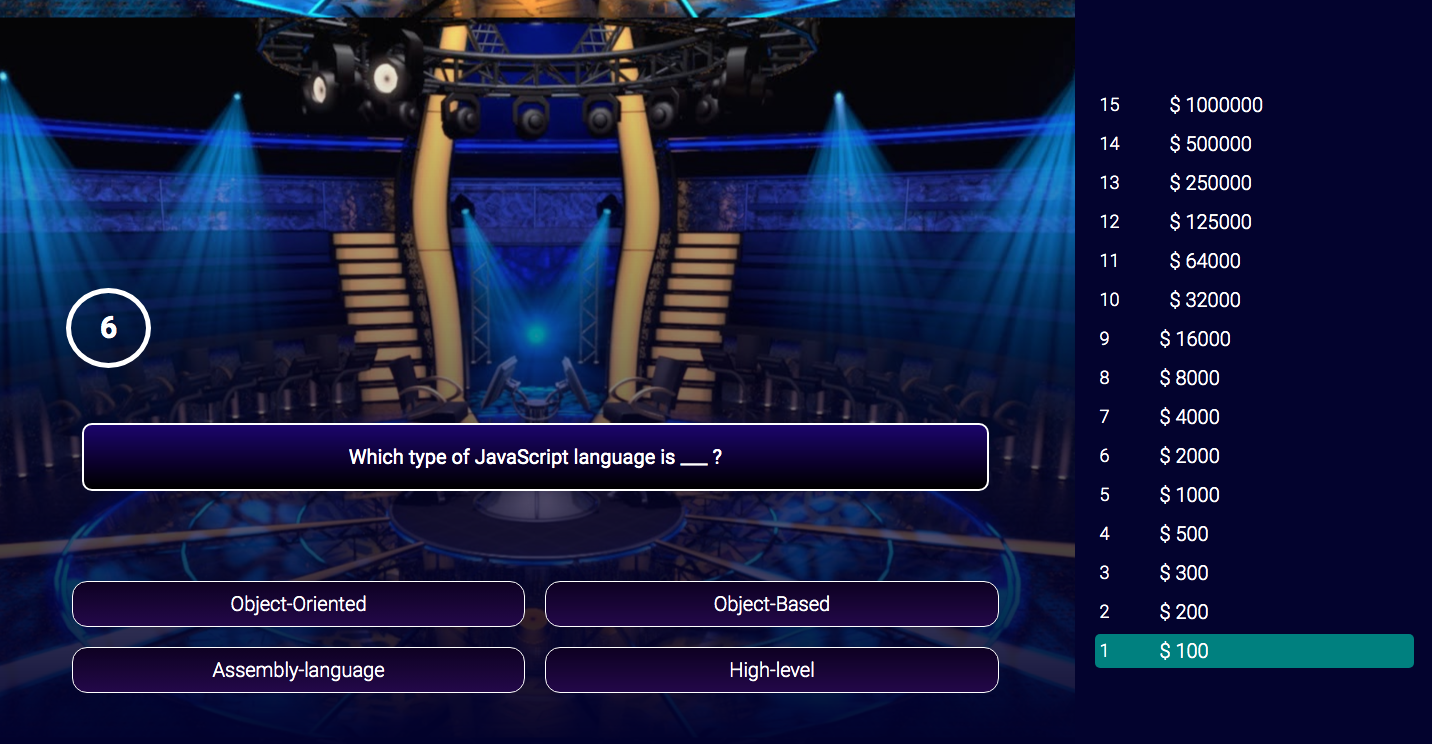 6
Which type of JavaScript language is ___ ?
Object-Oriented
Object-Based
Assembly-language
High-level
15 $ 1000000
14 $ 500000
13 $ 250000
12 $ 125000
11 $ 64000
10 $ 32000
9 $ 16000
8 $ 8000
7 $ 4000
6 $ 2000
5 $ 1000
4 $ 500
3 $ 300
2 $ 200
1 $ 100